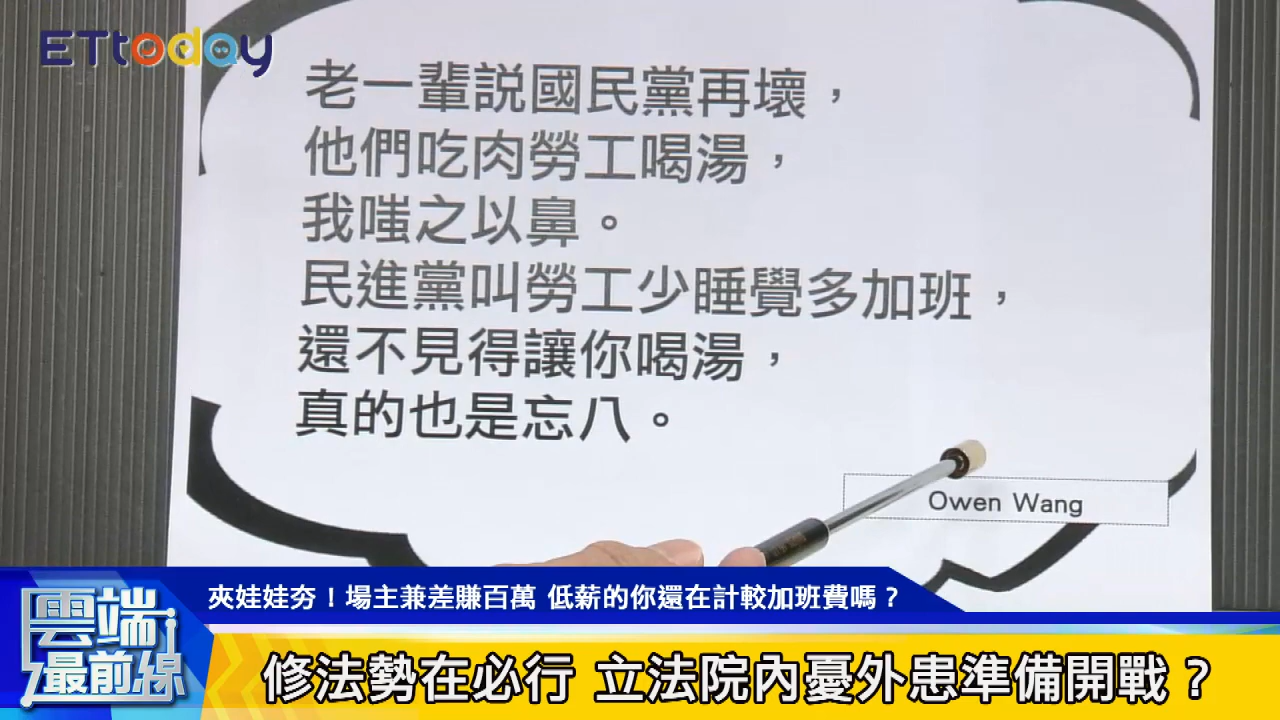 ETtoday
老一輩説國民黨再壞，
他們吃肉勞工喝湯，
我嗤之以鼻。
民進黨叫勞工少睡覺多加班，
還不見得讓你喝湯，
真的也是忘八。
Owen Wang
夾娃娃夯！場主兼差賺百萬 低薪的你還在計較加班費嗎？
雲端
最前線
修法勢在必行 立法院內憂外患準備開戰？